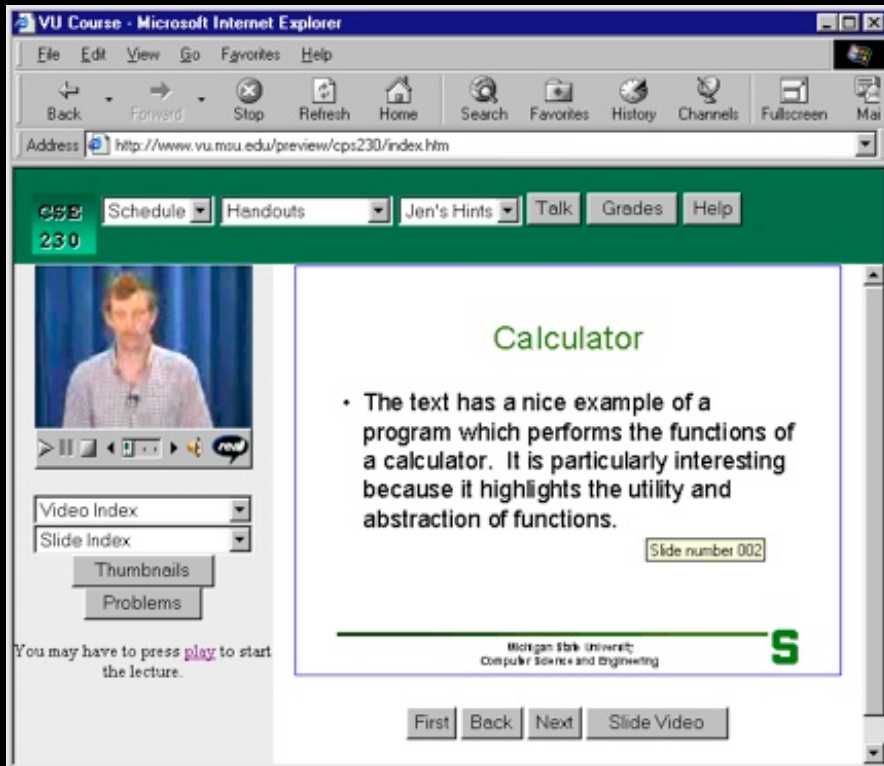 VU Course - Microsoft Internet Explorer
File Edit View Go Favorites Help
Back Forward Stop Refresh Home Search Favorites History Channels Fullscreen Mai
Address http://www.vu.msu.edu/preview/cps230/index.htm
CSE 230 Schedule Handouts Jen's Hints Talk Grades Help
real
Video Index
Slide Index
Thumbnails
Problems
You may have to press play to start
the lecture.
Calculator
• The text has a nice example of a
program which performs the functions of
a calculator. It is particularly interesting
because it highlights the utility and
abstraction of functions.
Slide number 002
Michigan State University
Computer Science and Engineering
S
First Back Next Slide Video